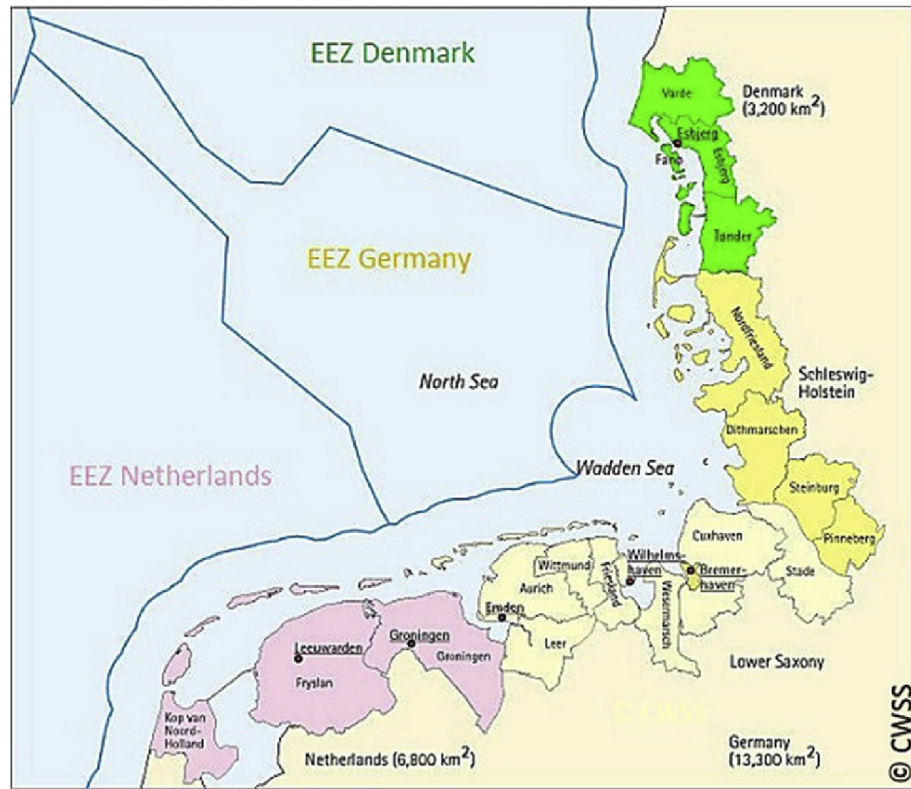 EEZ Denmark
Varde
Denmark
(3,200 km²)
Esbjerg
Fanø
Esbjerg
Tønder
EEZ Germany
Nordfriesland
North Sea
Schleswig-
Holstein
Dithmarschen
EEZ Netherlands
Wadden Sea
Steinburg
Cuxhaven
Pinneberg
Wilhelms-
haven
Wittmund
Friesland
Bremer-
haven
Stade
Aurich
Emden
Wesermarsch
Leer
Groningen
Leeuwarden
Groningen
Fryslan
Lower Saxony
Kop van
Noord-
Holland
© CWSS
Netherlands (6,800 km²)
Germany
(13,300 km²)
© CWSS